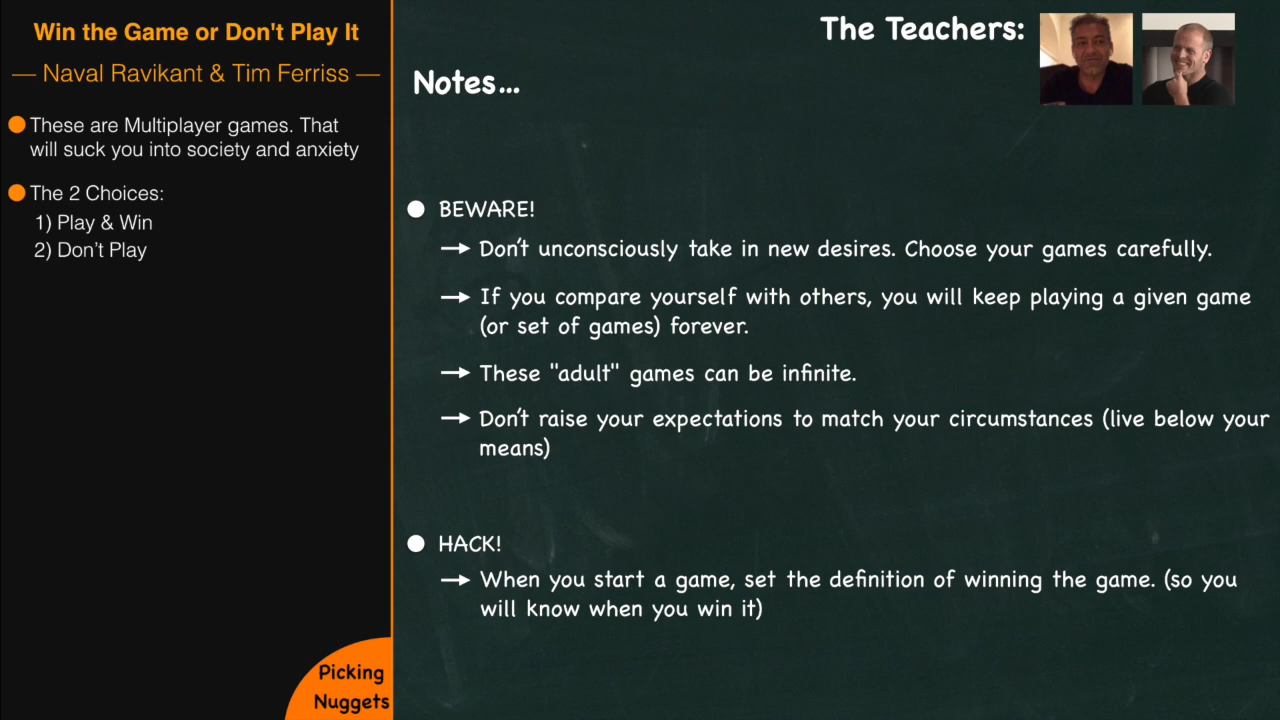 Win the Game or Don't Play It
— Naval Ravikant & Tim Ferriss —
● These are Multiplayer games. That
will suck you into society and anxiety
● The 2 Choices:
1) Play & Win
2) Don't Play
Picking
Nuggets
The Teachers:
Notes...
● BEWARE!
→ Don't unconsciously take in new desires. Choose your games carefully.
→ If you compare yourself with others, you will keep playing a given game
(or set of games) forever.
→ These "adult" games can be infinite.
→ Don't raise your expectations to match your circumstances (live below your
means)
● HACK!
→ When you start a game, set the definition of winning the game. (so you
will know when you win it)